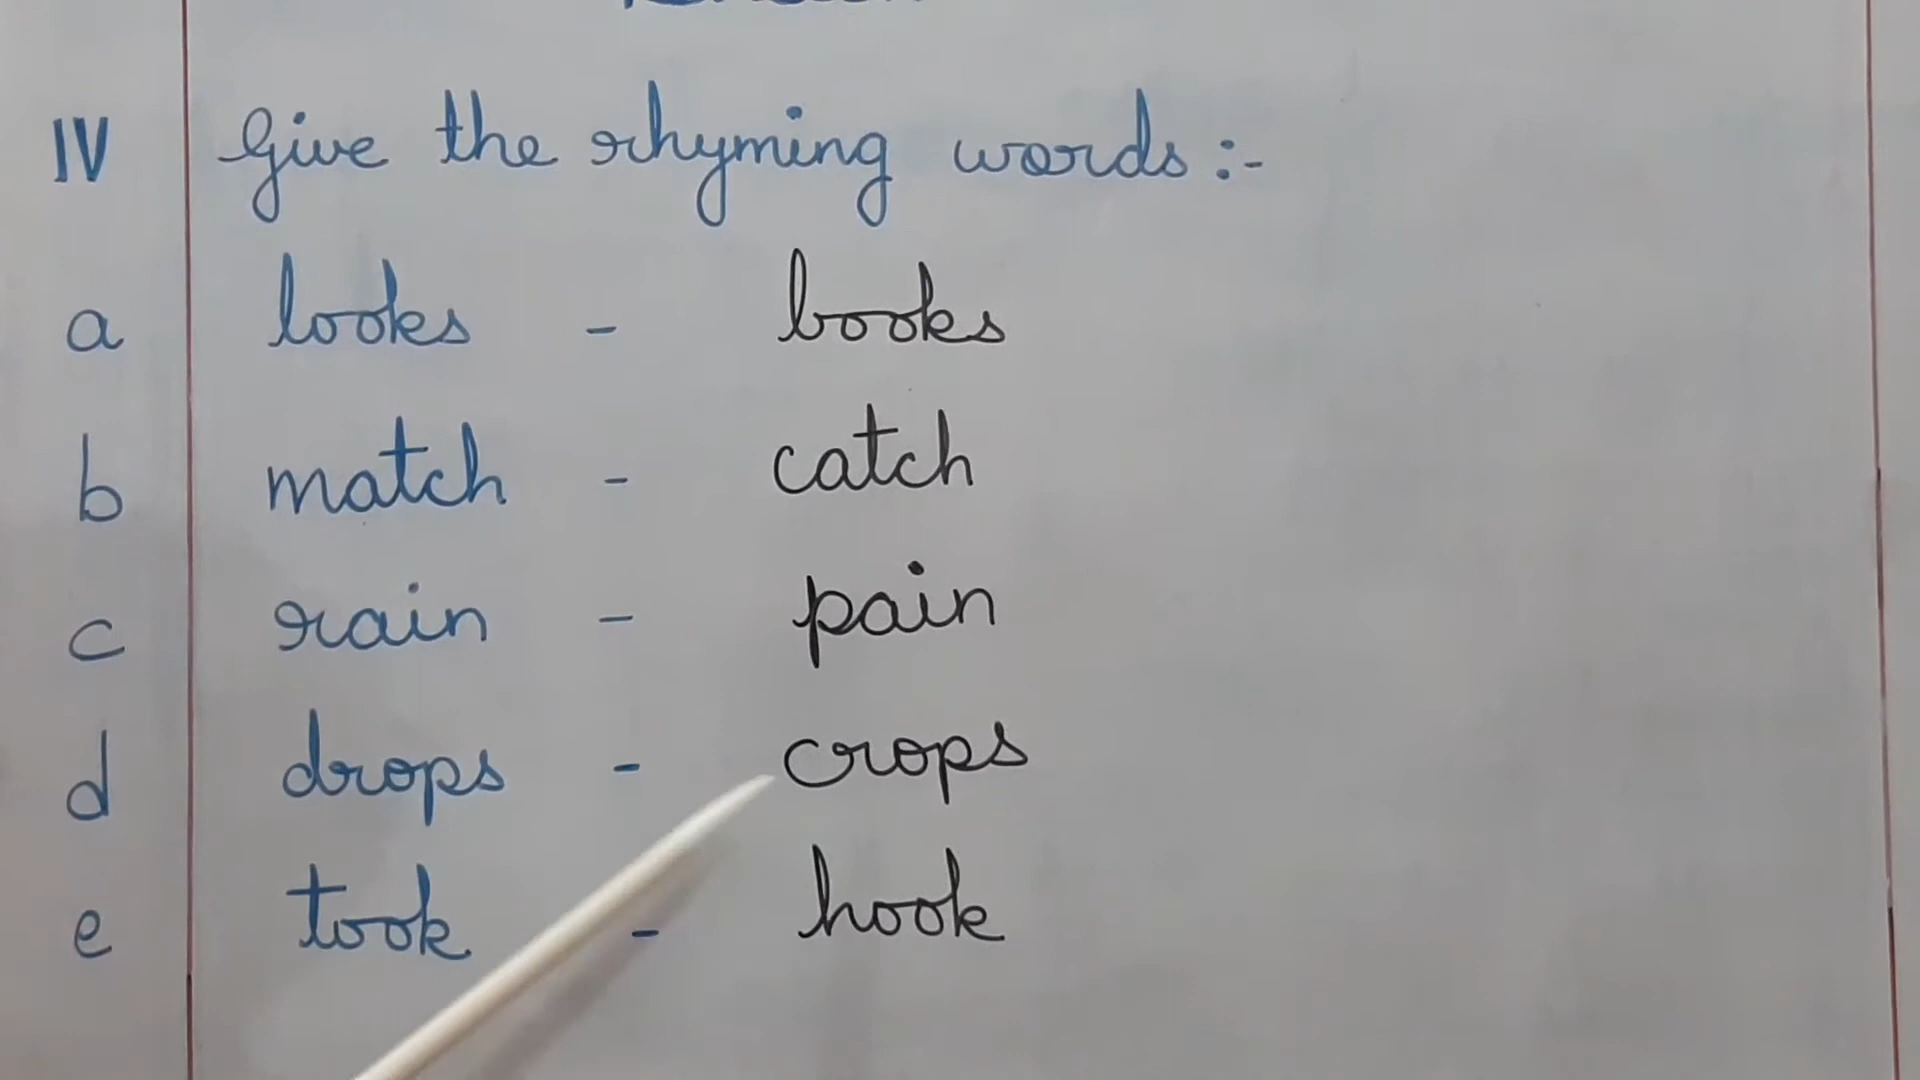 IV Give the rhyming words :-
a looks - books
b match - catch
c rain - pain
d drops - crops
e took - hook